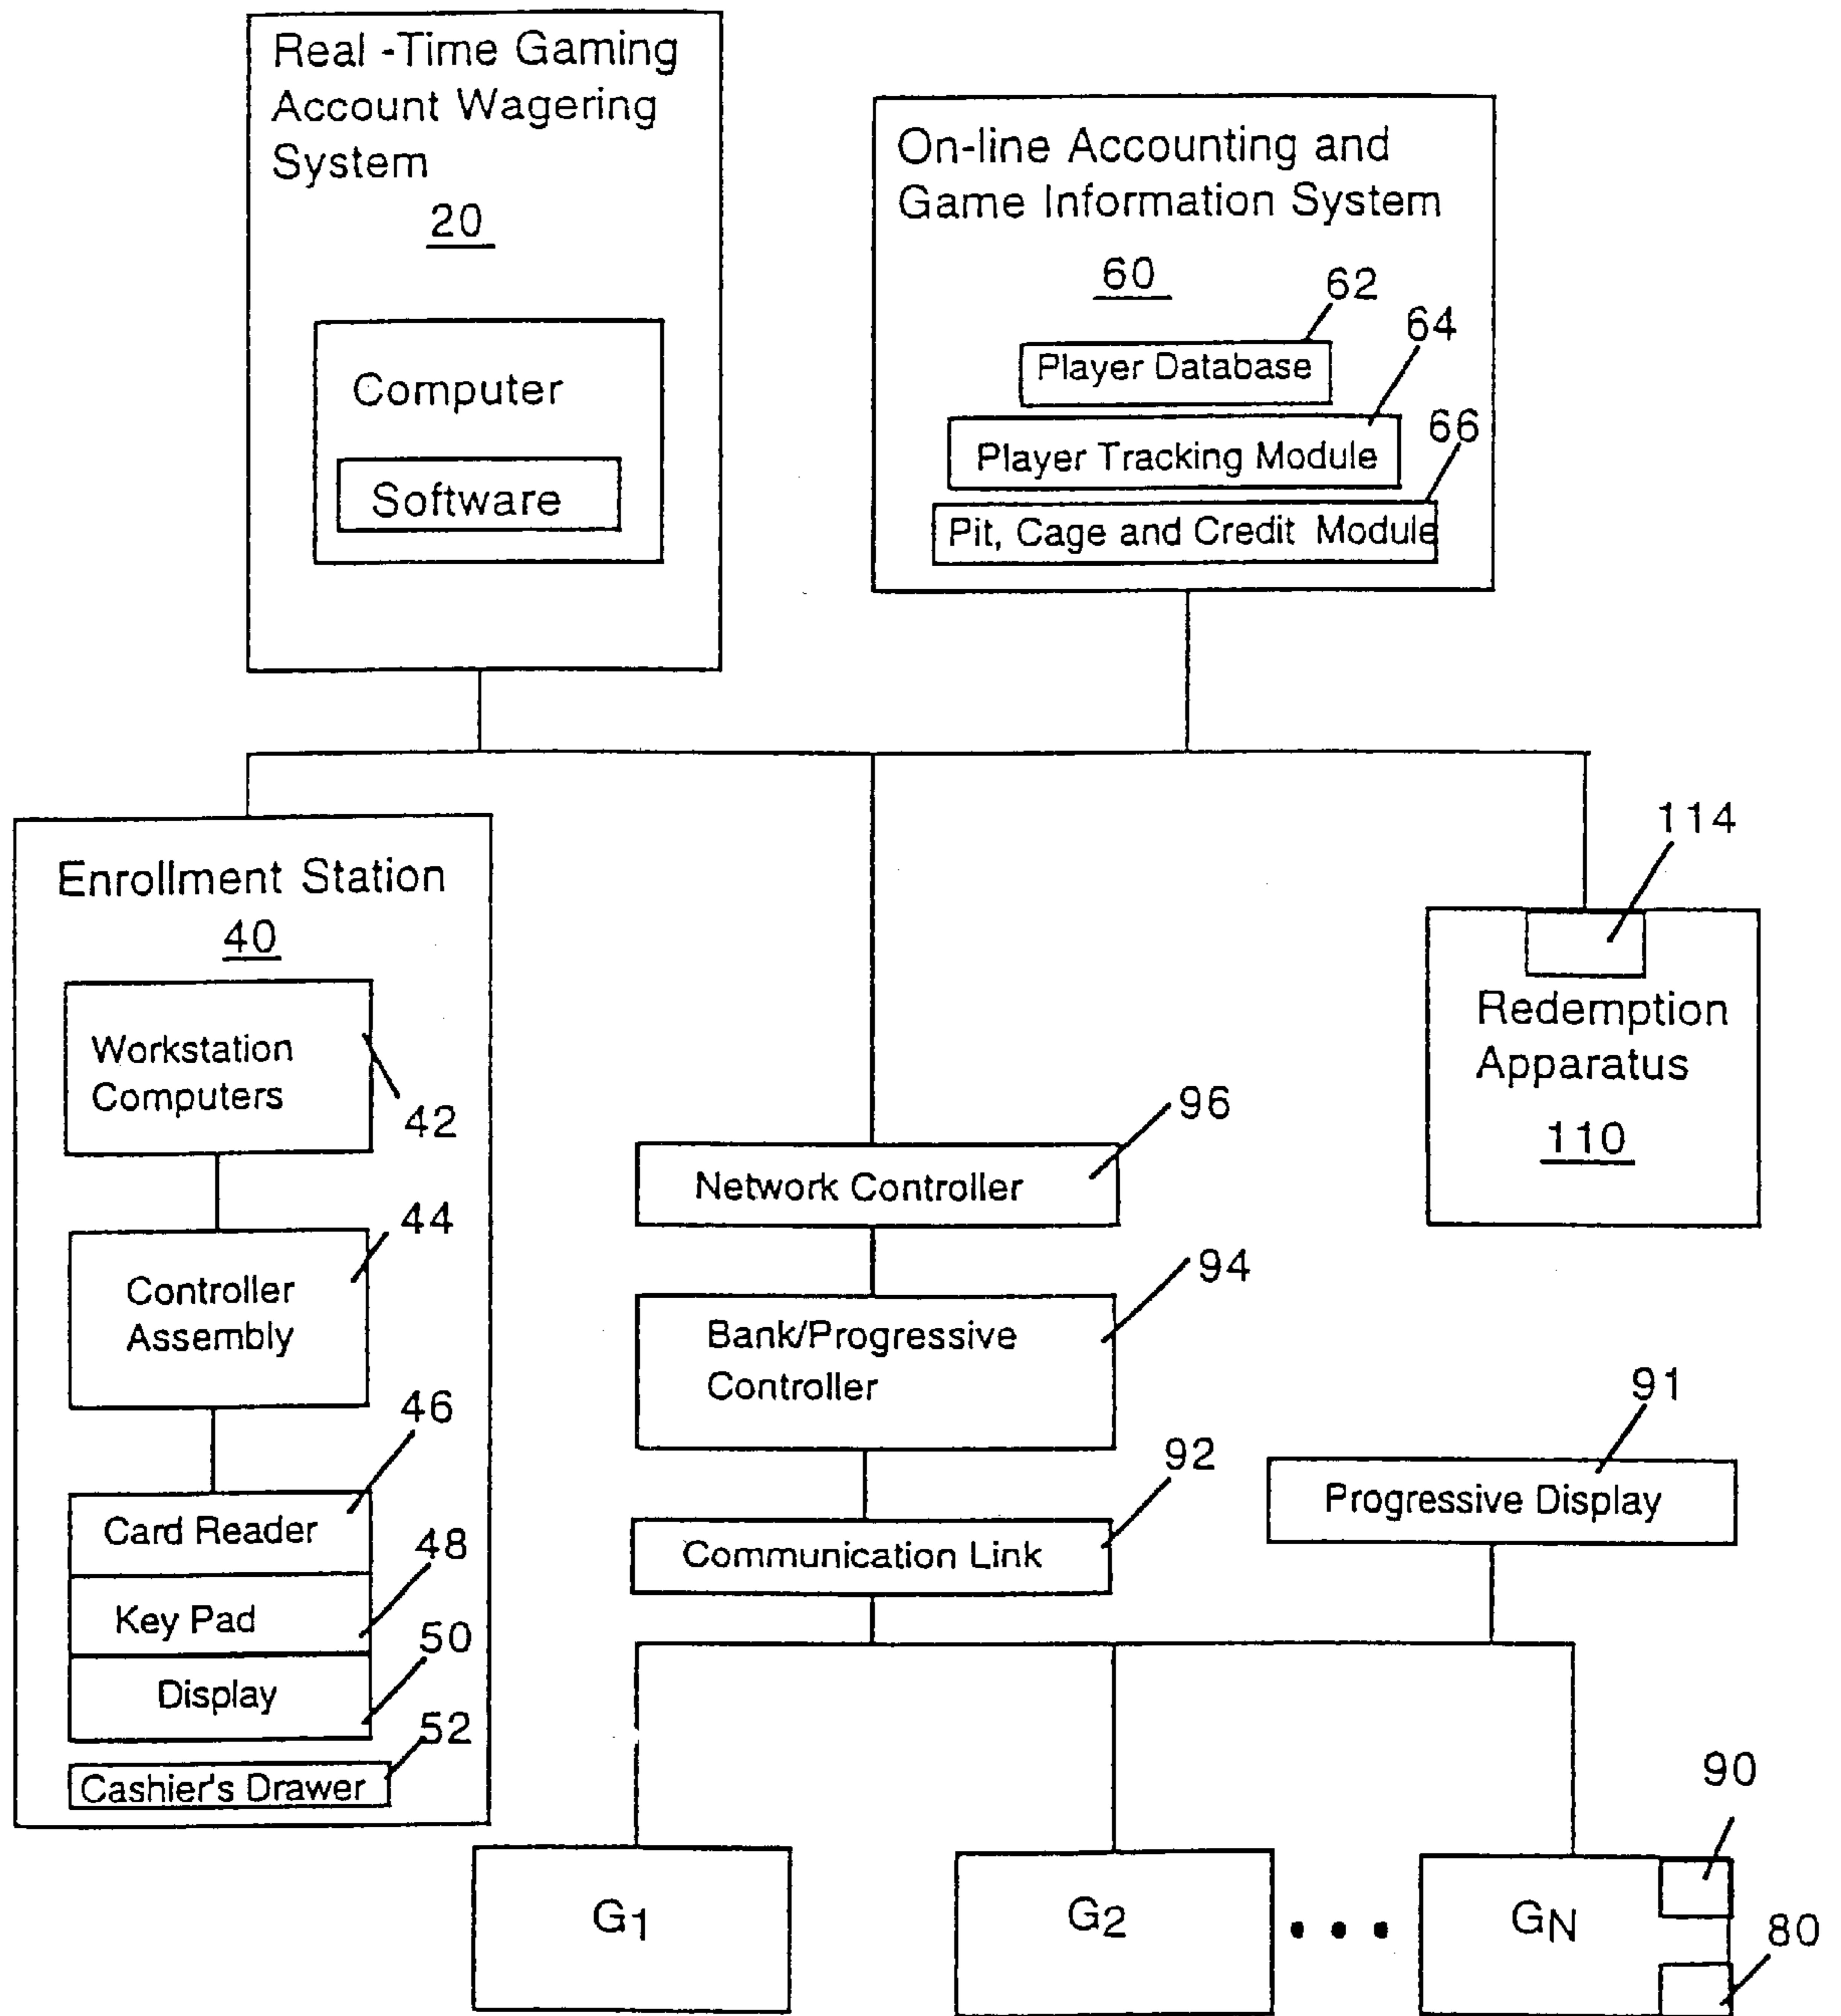 Real -Time Gaming
Account Wagering
System
20
Computer
Software
On-line Accounting and
Game Information System
60
62
64
66
Player Database
Player Tracking Module
Pit, Cage and Credit Module
Enrollment Station
40
Workstation
Computers
42
44
Controller
Assembly
46
Card Reader
48
Key Pad
50
Display
52
Cashier's Drawer
114
Redemption
Apparatus
110
96
Network Controller
94
Bank/Progressive
Controller
92
Communication Link
91
Progressive Display
90
G1
G2
• • •
GN
80